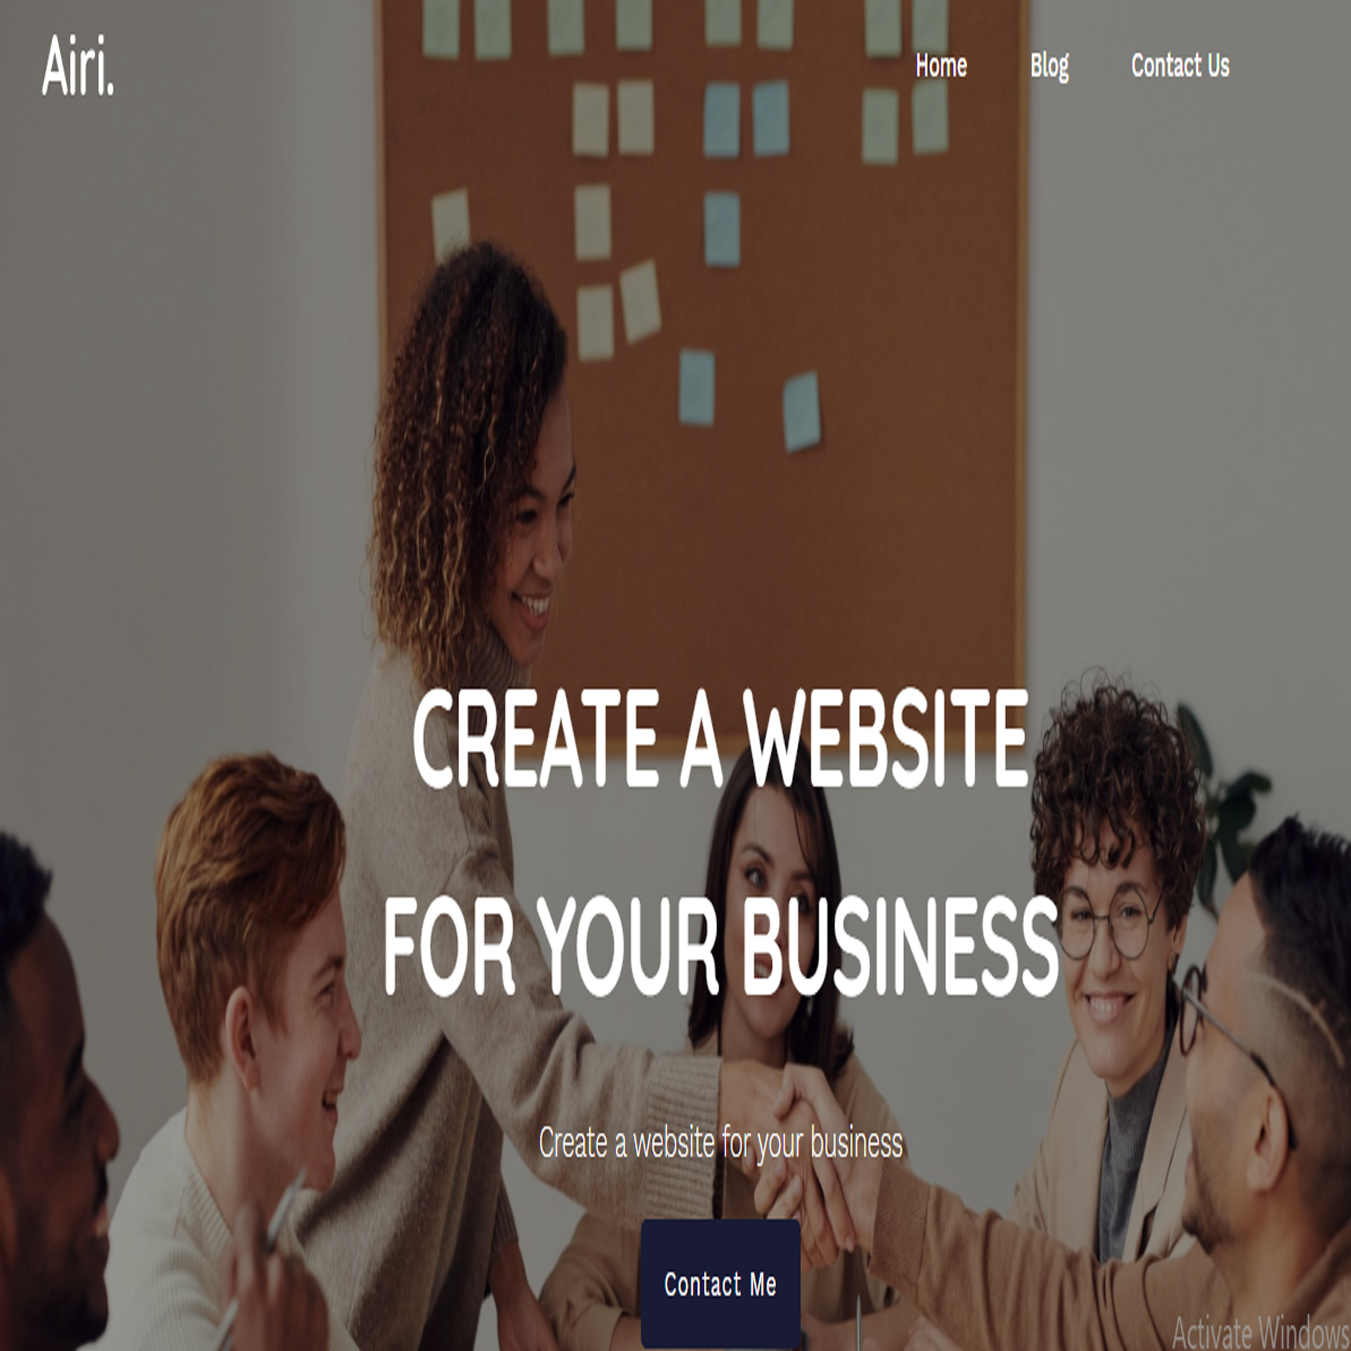 Airi.
Home
Blog
Contact Us
CREATE A WEBSITE
FOR YOUR BUSINESS
Create a website for your business
Contact Me
Activate Windows